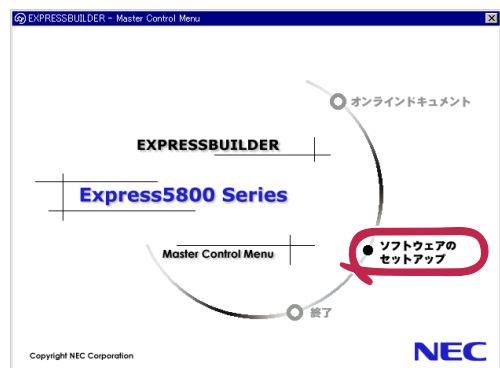 EXPRESSBUILDER - Master Control Menu
オンラインドキュメント
EXPRESSBUILDER
Express5800 Series
ソフトウェアの
セットアップ
Master Control Menu
終了
Copyright NEC Corporation
NEC